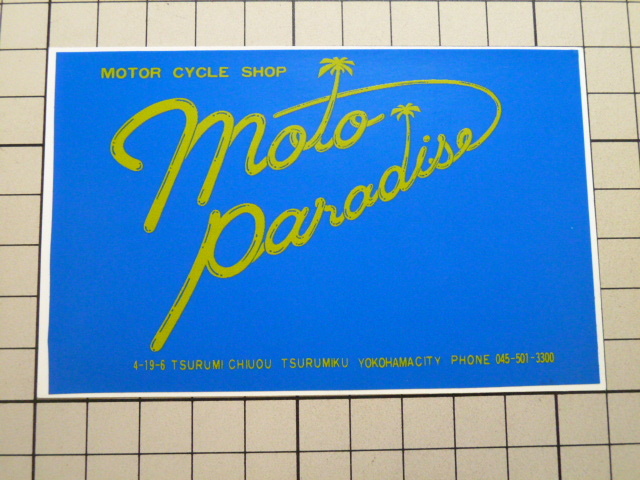 MOTOR CYCLE SHOP
Moto
Paradise
4-19-6 TSURUMI CHIUOU TSURUMIKU YOKOHAMACITY PHONE 045-501-3300